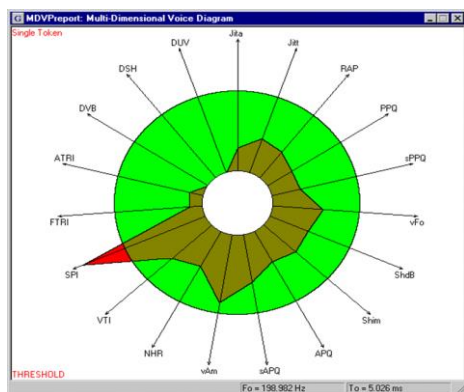 MDVPreport: Multi-Dimensional Voice Diagram
Single Token
Jita
DUV
Jitt
DSH
RAP
DVB
PPQ
ATRI
sPPQ
FTRI
vFo
SPI
ShdB
VTI
Shim
NHR
APQ
vAm
sAPQ
THRESHOLD
Fo = 198.982 Hz
To = 5.026 ms